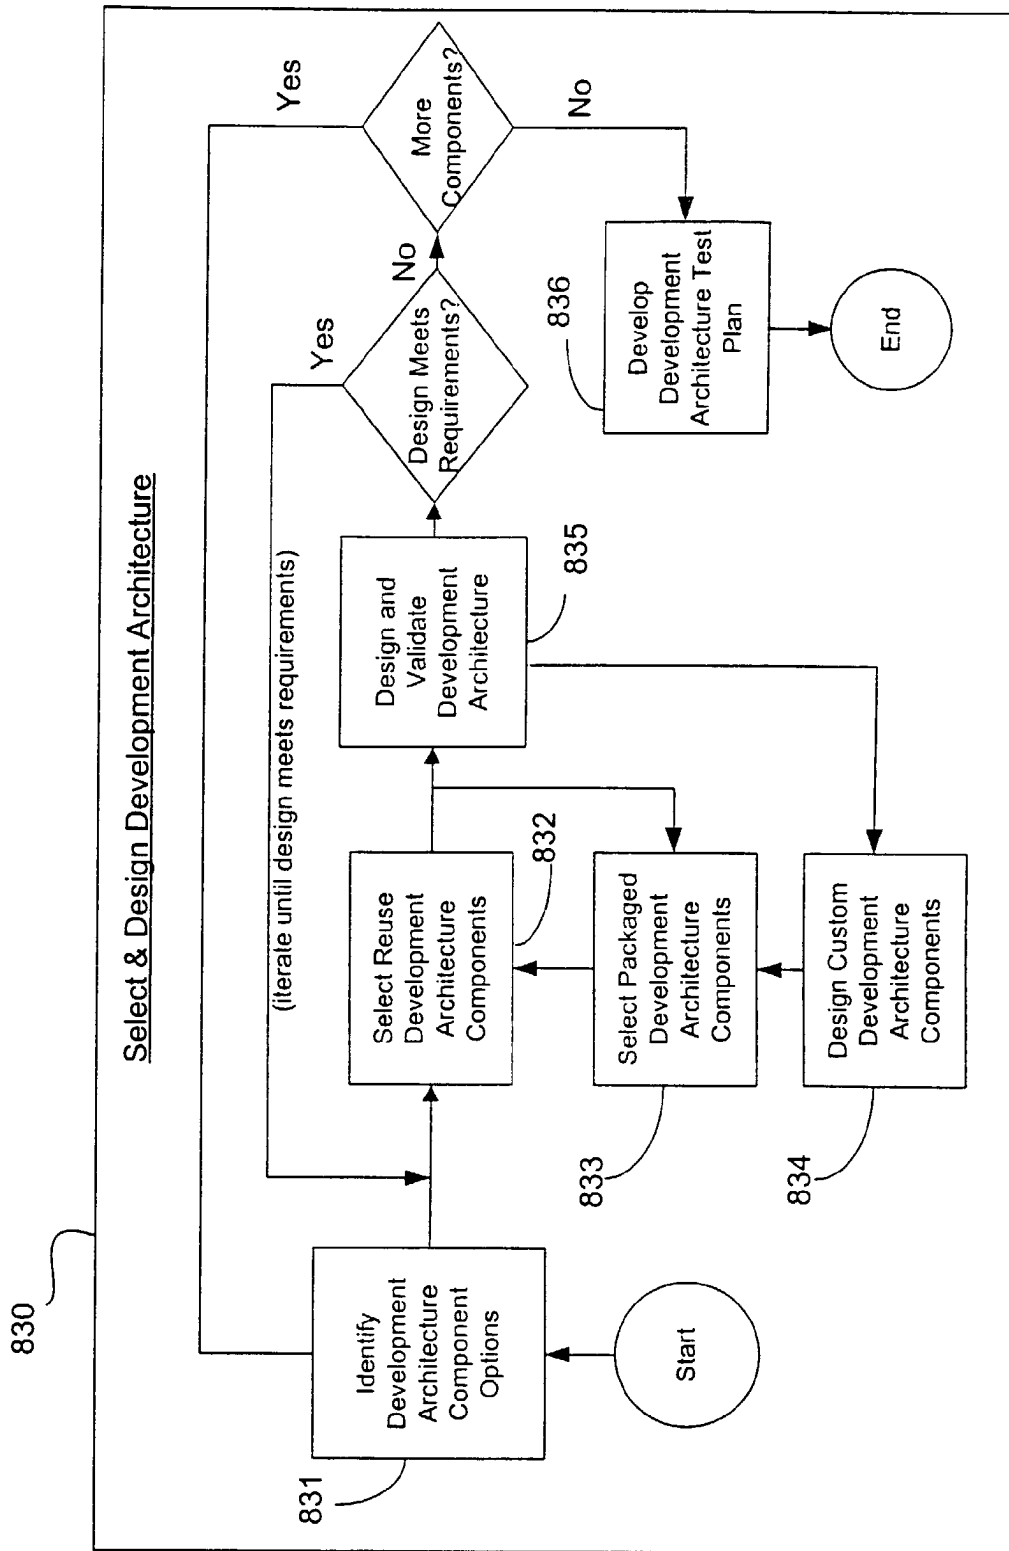 830
Select & Design Development Architecture
Yes
(iterate until design meets requirements)
Yes
831
Identify
Development
Architecture
Component
Options
Select Reuse
Development
Architecture
Components
832
Design and
Validate
Development
Architecture
835
Design Meets
Requirements?
No
More
Components?
No
833
Select Packaged
Development
Architecture
Components
836
Develop
Development
Architecture Test
Plan
Start
834
Design Custom
Development
Architecture
Components
End